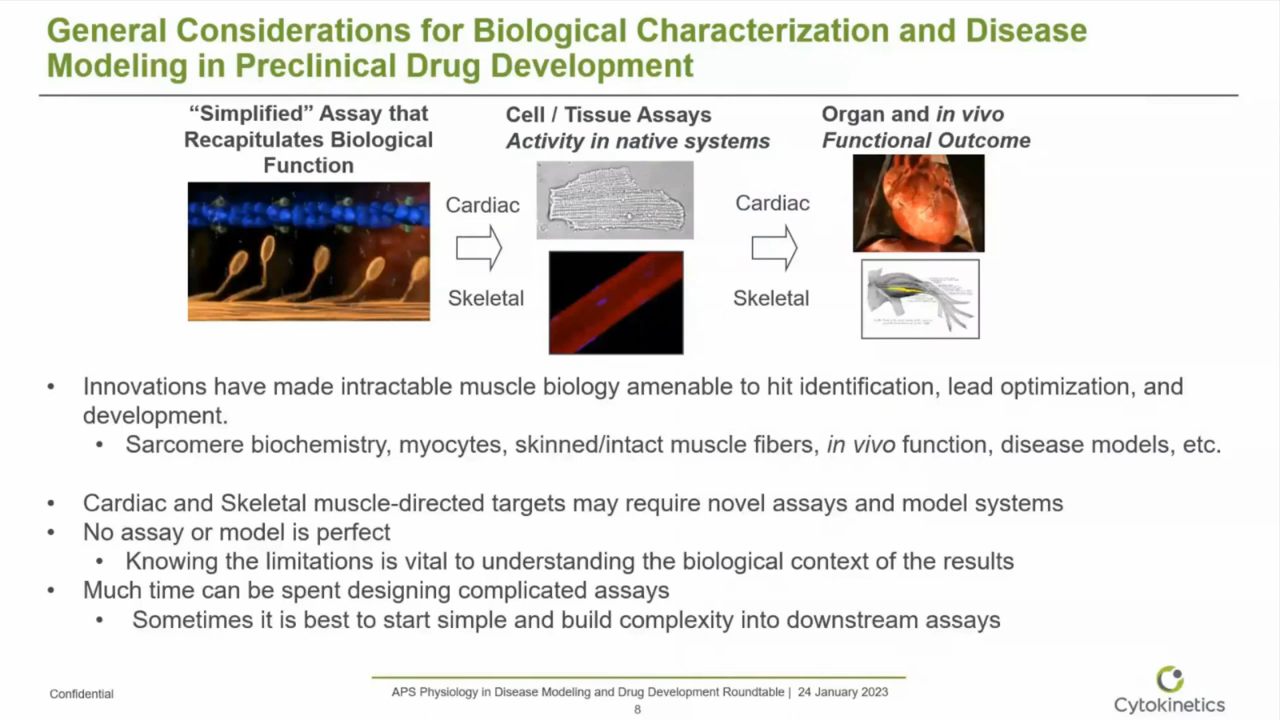 General Considerations for Biological Characterization and Disease
Modeling in Preclinical Drug Development
“Simplified” Assay that
Recapitulates Biological
Function
Cell / Tissue Assays
Activity in native systems
Organ and in vivo
Functional Outcome
Cardiac
Skeletal
Cardiac
Skeletal
• Innovations have made intractable muscle biology amenable to hit identification, lead optimization, and
development.
• Sarcomere biochemistry, myocytes, skinned/intact muscle fibers, in vivo function, disease models, etc.
• Cardiac and Skeletal muscle-directed targets may require novel assays and model systems
• No assay or model is perfect
• Knowing the limitations is vital to understanding the biological context of the results
• Much time can be spent designing complicated assays
• Sometimes it is best to start simple and build complexity into downstream assays
Confidential
APS Physiology in Disease Modeling and Drug Development Roundtable | 24 January 2023
8
Cytokinetics